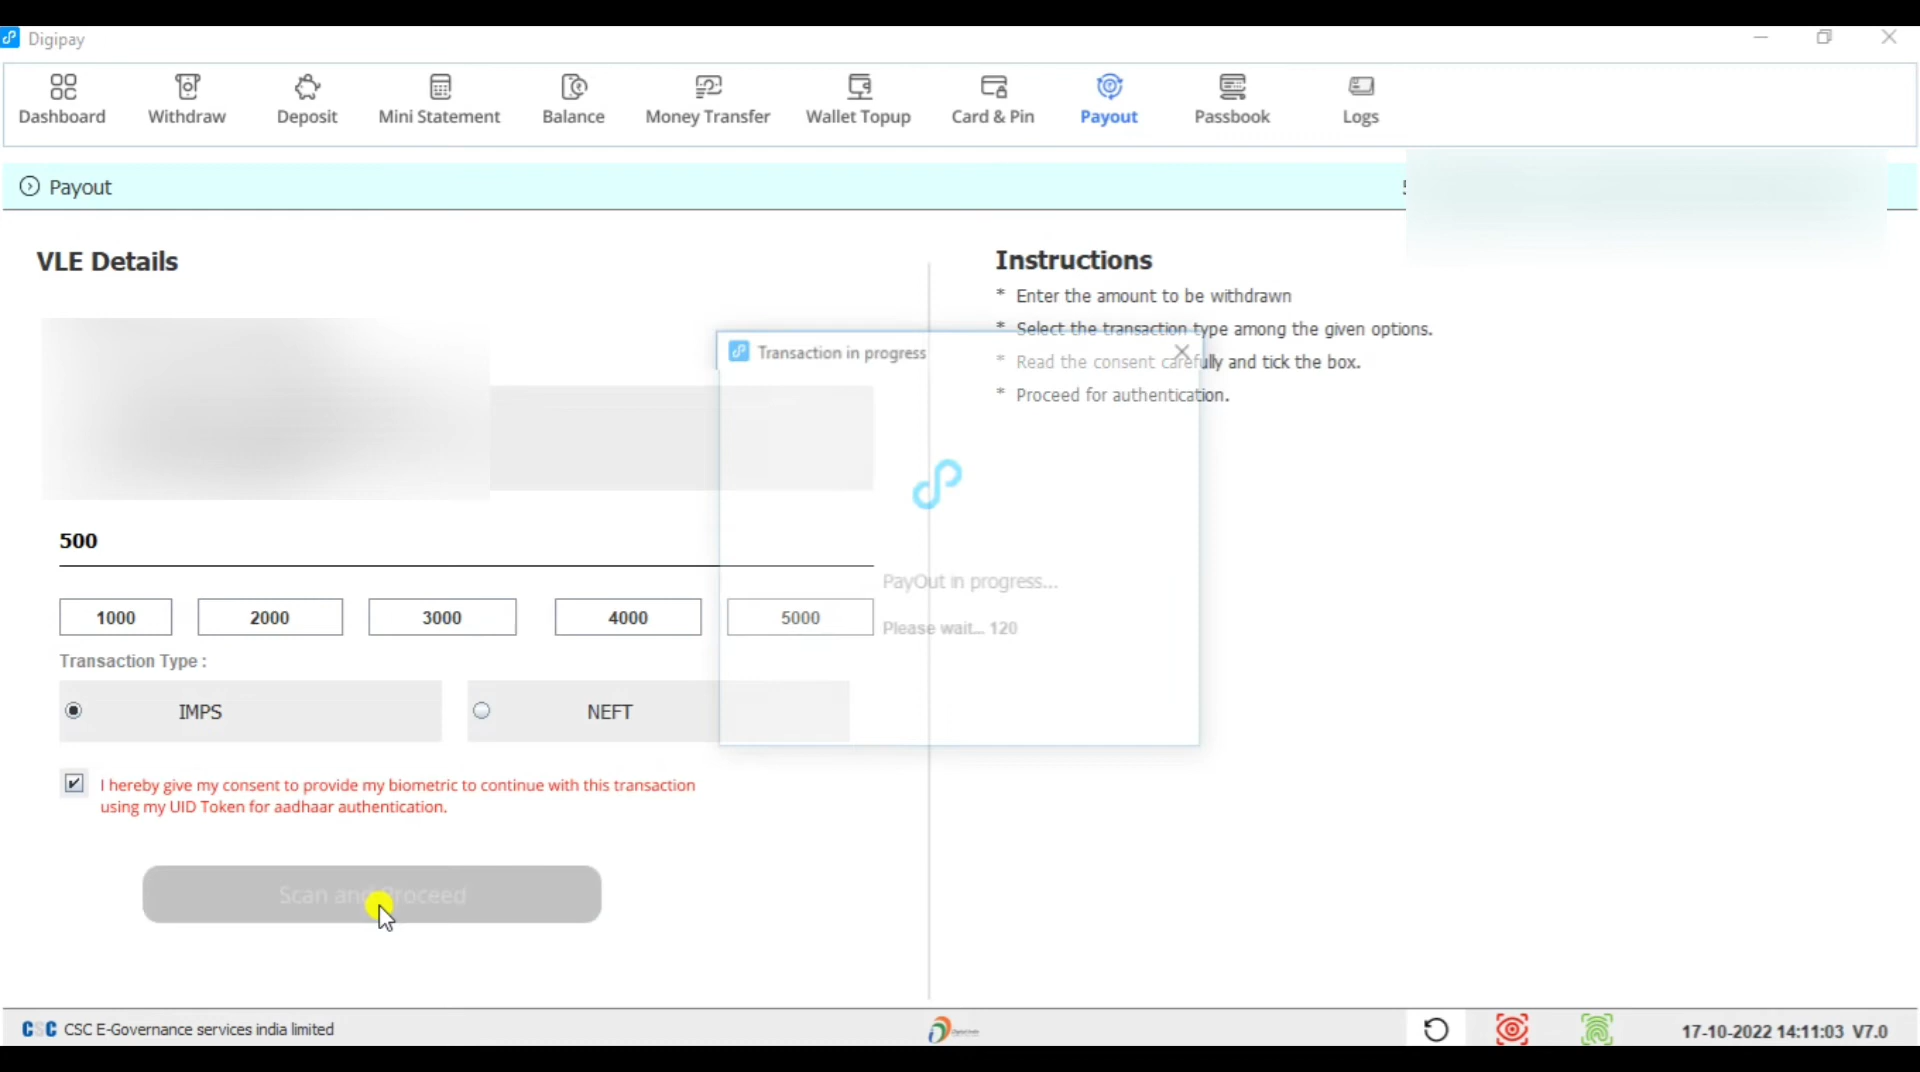 Digipay
Dashboard Withdraw Deposit Mini Statement Balance Money Transfer Wallet Topup Card & Pin Payout Passbook Logs
Payout
VLE Details
Instructions
* Enter the amount to be withdrawn
* Select the transaction type among the given options.
* Read the consent carefully and tick the box.
* Proceed for authentication.
Transaction in progress
500
PayOut in progress...
1000 2000 3000 4000 5000
Please wait... 120
Transaction Type :
IMPS NEFT
I hereby give my consent to provide my biometric to continue with this transaction
using my UID Token for aadhaar authentication.
Scan and Proceed
CSC CSC E-Governance services india limited
17-10-2022 14:11:03 V7.0